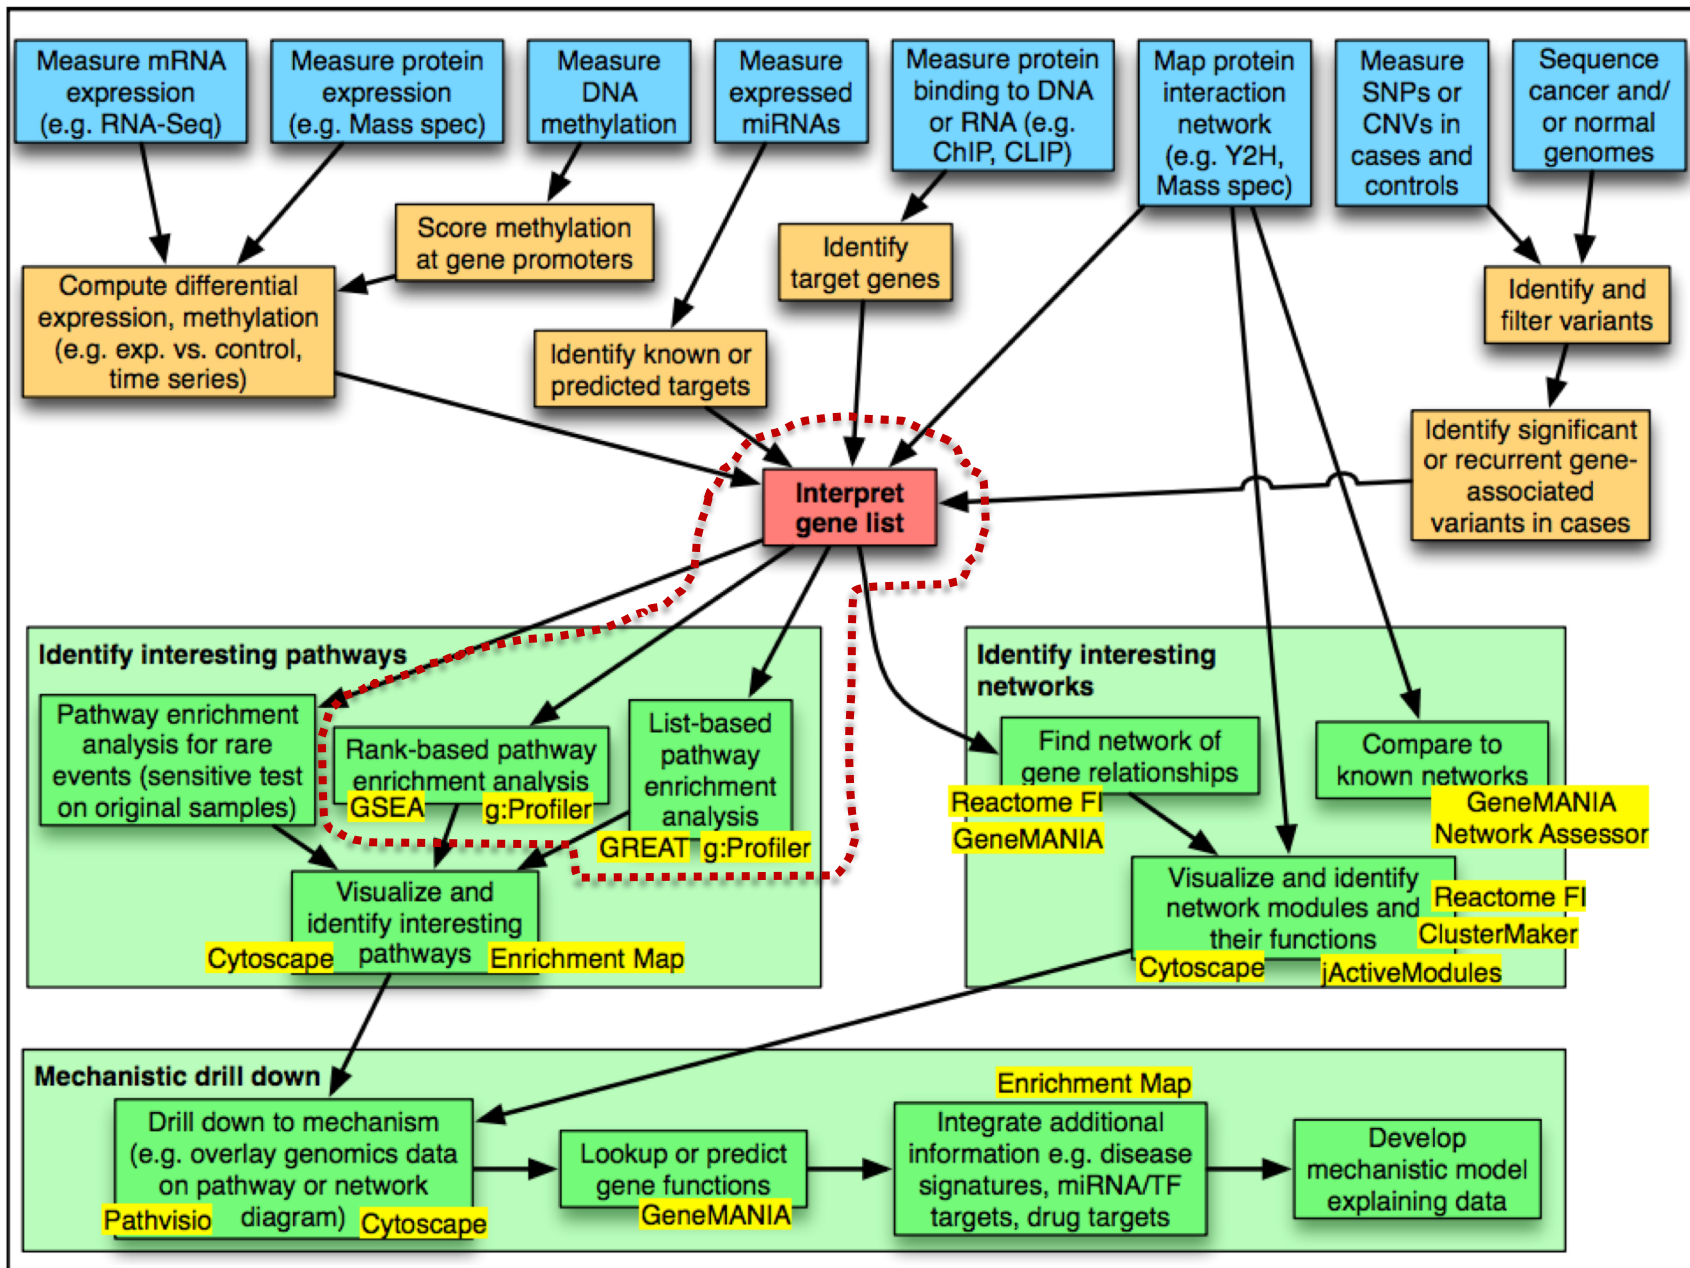 Measure mRNA
expression
(e.g. RNA-Seq)
Measure protein
expression
(e.g. Mass spec)
Measure
DNA
methylation
Measure
expressed
miRNAs
Measure protein
binding to DNA
or RNA (e.g.
ChIP, CLIP)
Map protein
interaction
network
(e.g. Y2H,
Mass spec)
Measure
SNPs or
CNVs in
cases and
controls
Sequence
cancer and/
or normal
genomes
Score methylation
at gene promoters
Identify
target genes
Compute differential
expression, methylation
(e.g. exp. vs. control,
time series)
Identify and
filter variants
Identify known or
predicted targets
Identify significant
or recurrent gene-
associated
variants in cases
Interpret
gene list
Identify interesting pathways
Pathway enrichment
analysis for rare
events (sensitive test
on original samples)
Rank-based pathway
enrichment analysis
GSEA
g:Profiler
List-based
pathway
enrichment
analysis
GREAT
g:Profiler
Visualize and
identify interesting
pathways
Cytoscape
Enrichment Map
Identify interesting
networks
Find network of
gene relationships
Reactome FI
GeneMANIA
Compare to
known networks
GeneMANIA
Network Assessor
Visualize and identify
network modules and
their functions
Reactome FI
ClusterMaker
Cytoscape
jActiveModules
Mechanistic drill down
Drill down to mechanism
(e.g. overlay genomics data
on pathway or network
diagram)
Pathvisio
Cytoscape
Lookup or predict
gene functions
GeneMANIA
Enrichment Map
Integrate additional
information e.g. disease
signatures, miRNA/TF
targets, drug targets
Develop
mechanistic model
explaining data